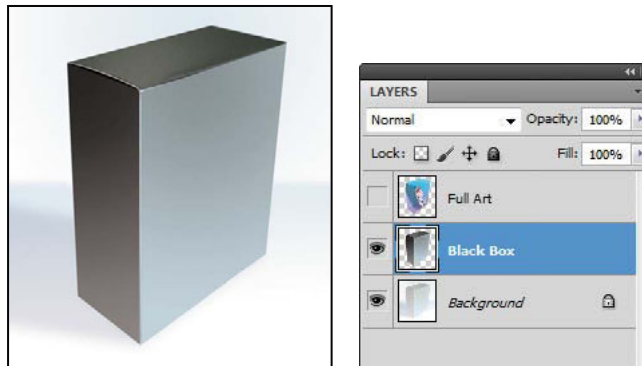 LAYERS
Normal Opacity: 100%
Lock: Fill: 100%
Full Art
Black Box
Background